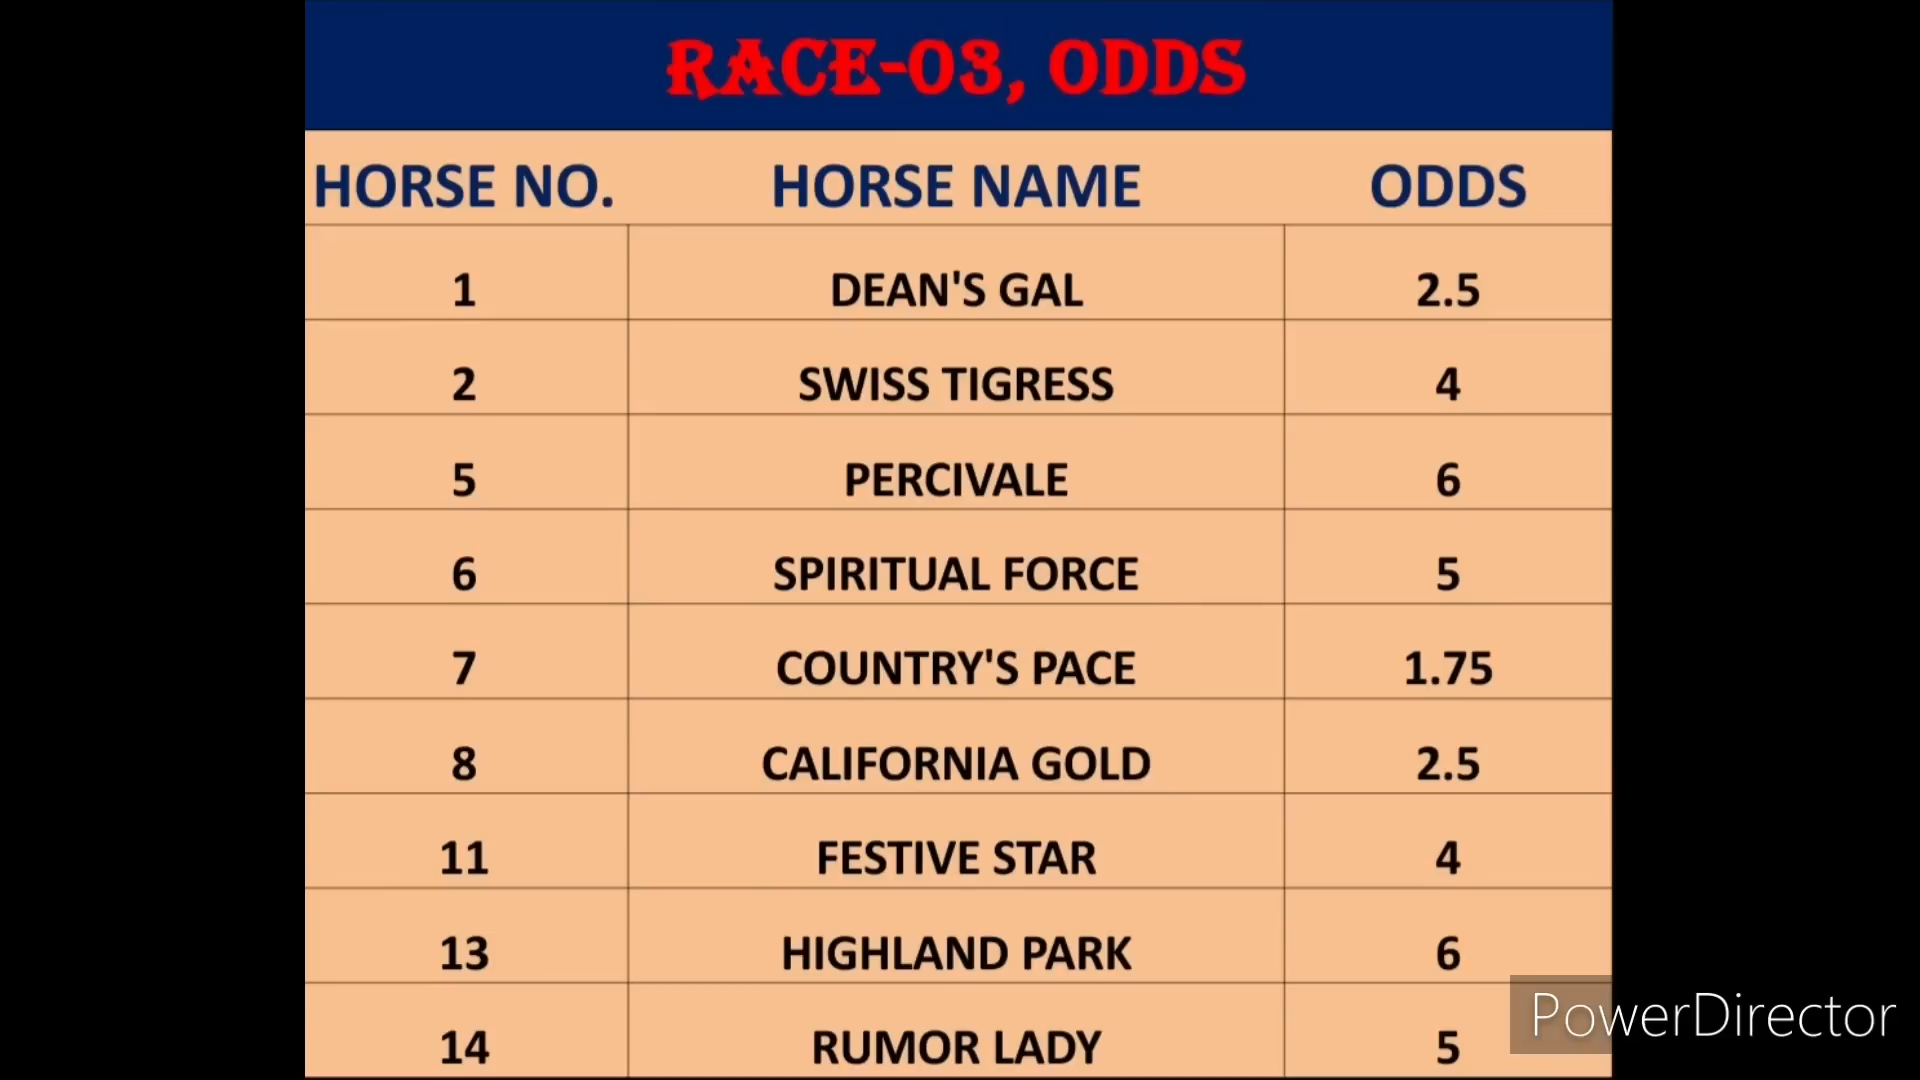 RACE-03, ODDS
HORSE NO. HORSE NAME ODDS
1 DEAN'S GAL 2.5
2 SWISS TIGRESS 4
5 PERCIVALE 6
6 SPIRITUAL FORCE 5
7 COUNTRY'S PACE 1.75
8 CALIFORNIA GOLD 2.5
11 FESTIVE STAR 4
13 HIGHLAND PARK 6
14 RUMOR LADY 5
PowerDirector